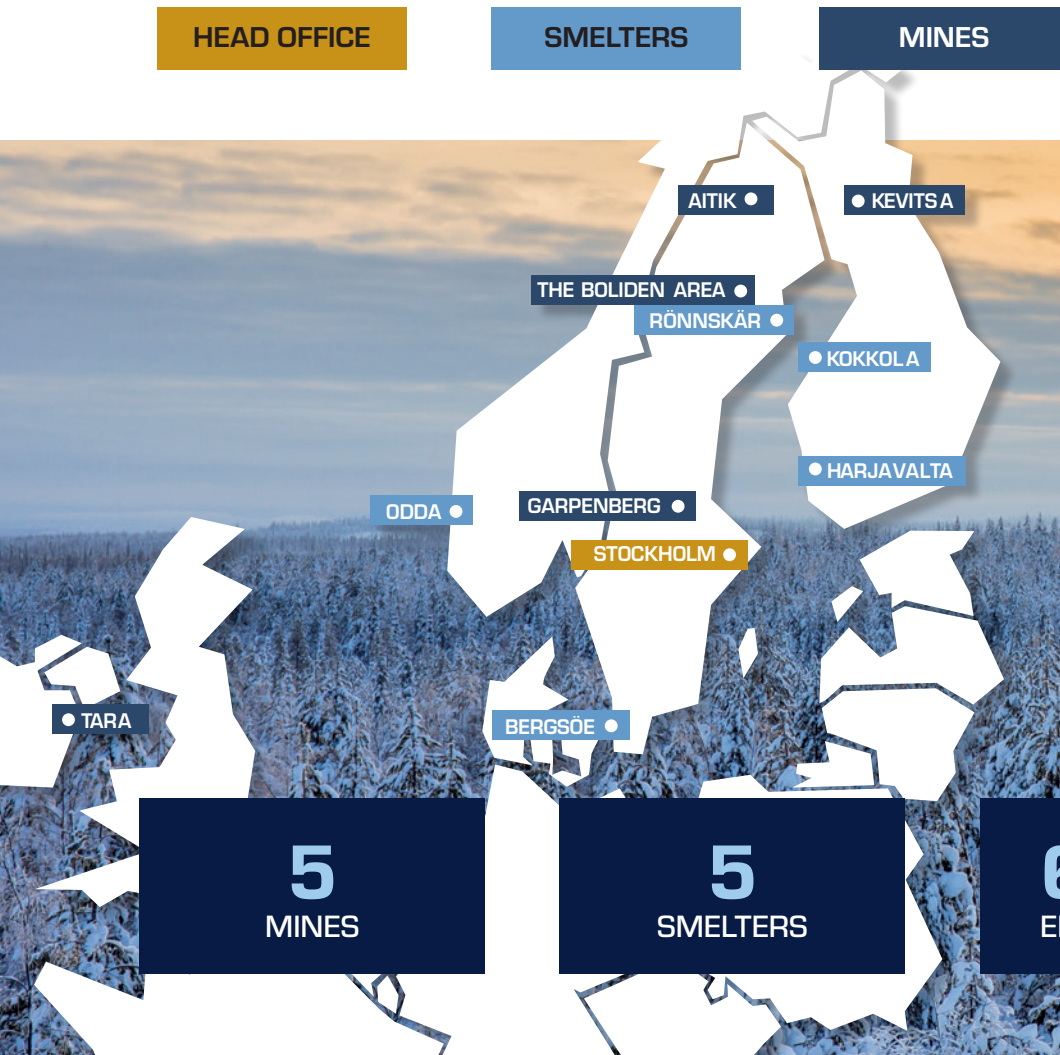 HEAD OFFICE
SMELTERS
MINES
AITIK
KEVITSA
THE BOLIDEN AREA
RÖNNSKÄR
KOKKOLA
HARJAVALTA
ODDA
GARPENBERG
STOCKHOLM
TARA
BERGSÖE
5
MINES
5
SMELTERS